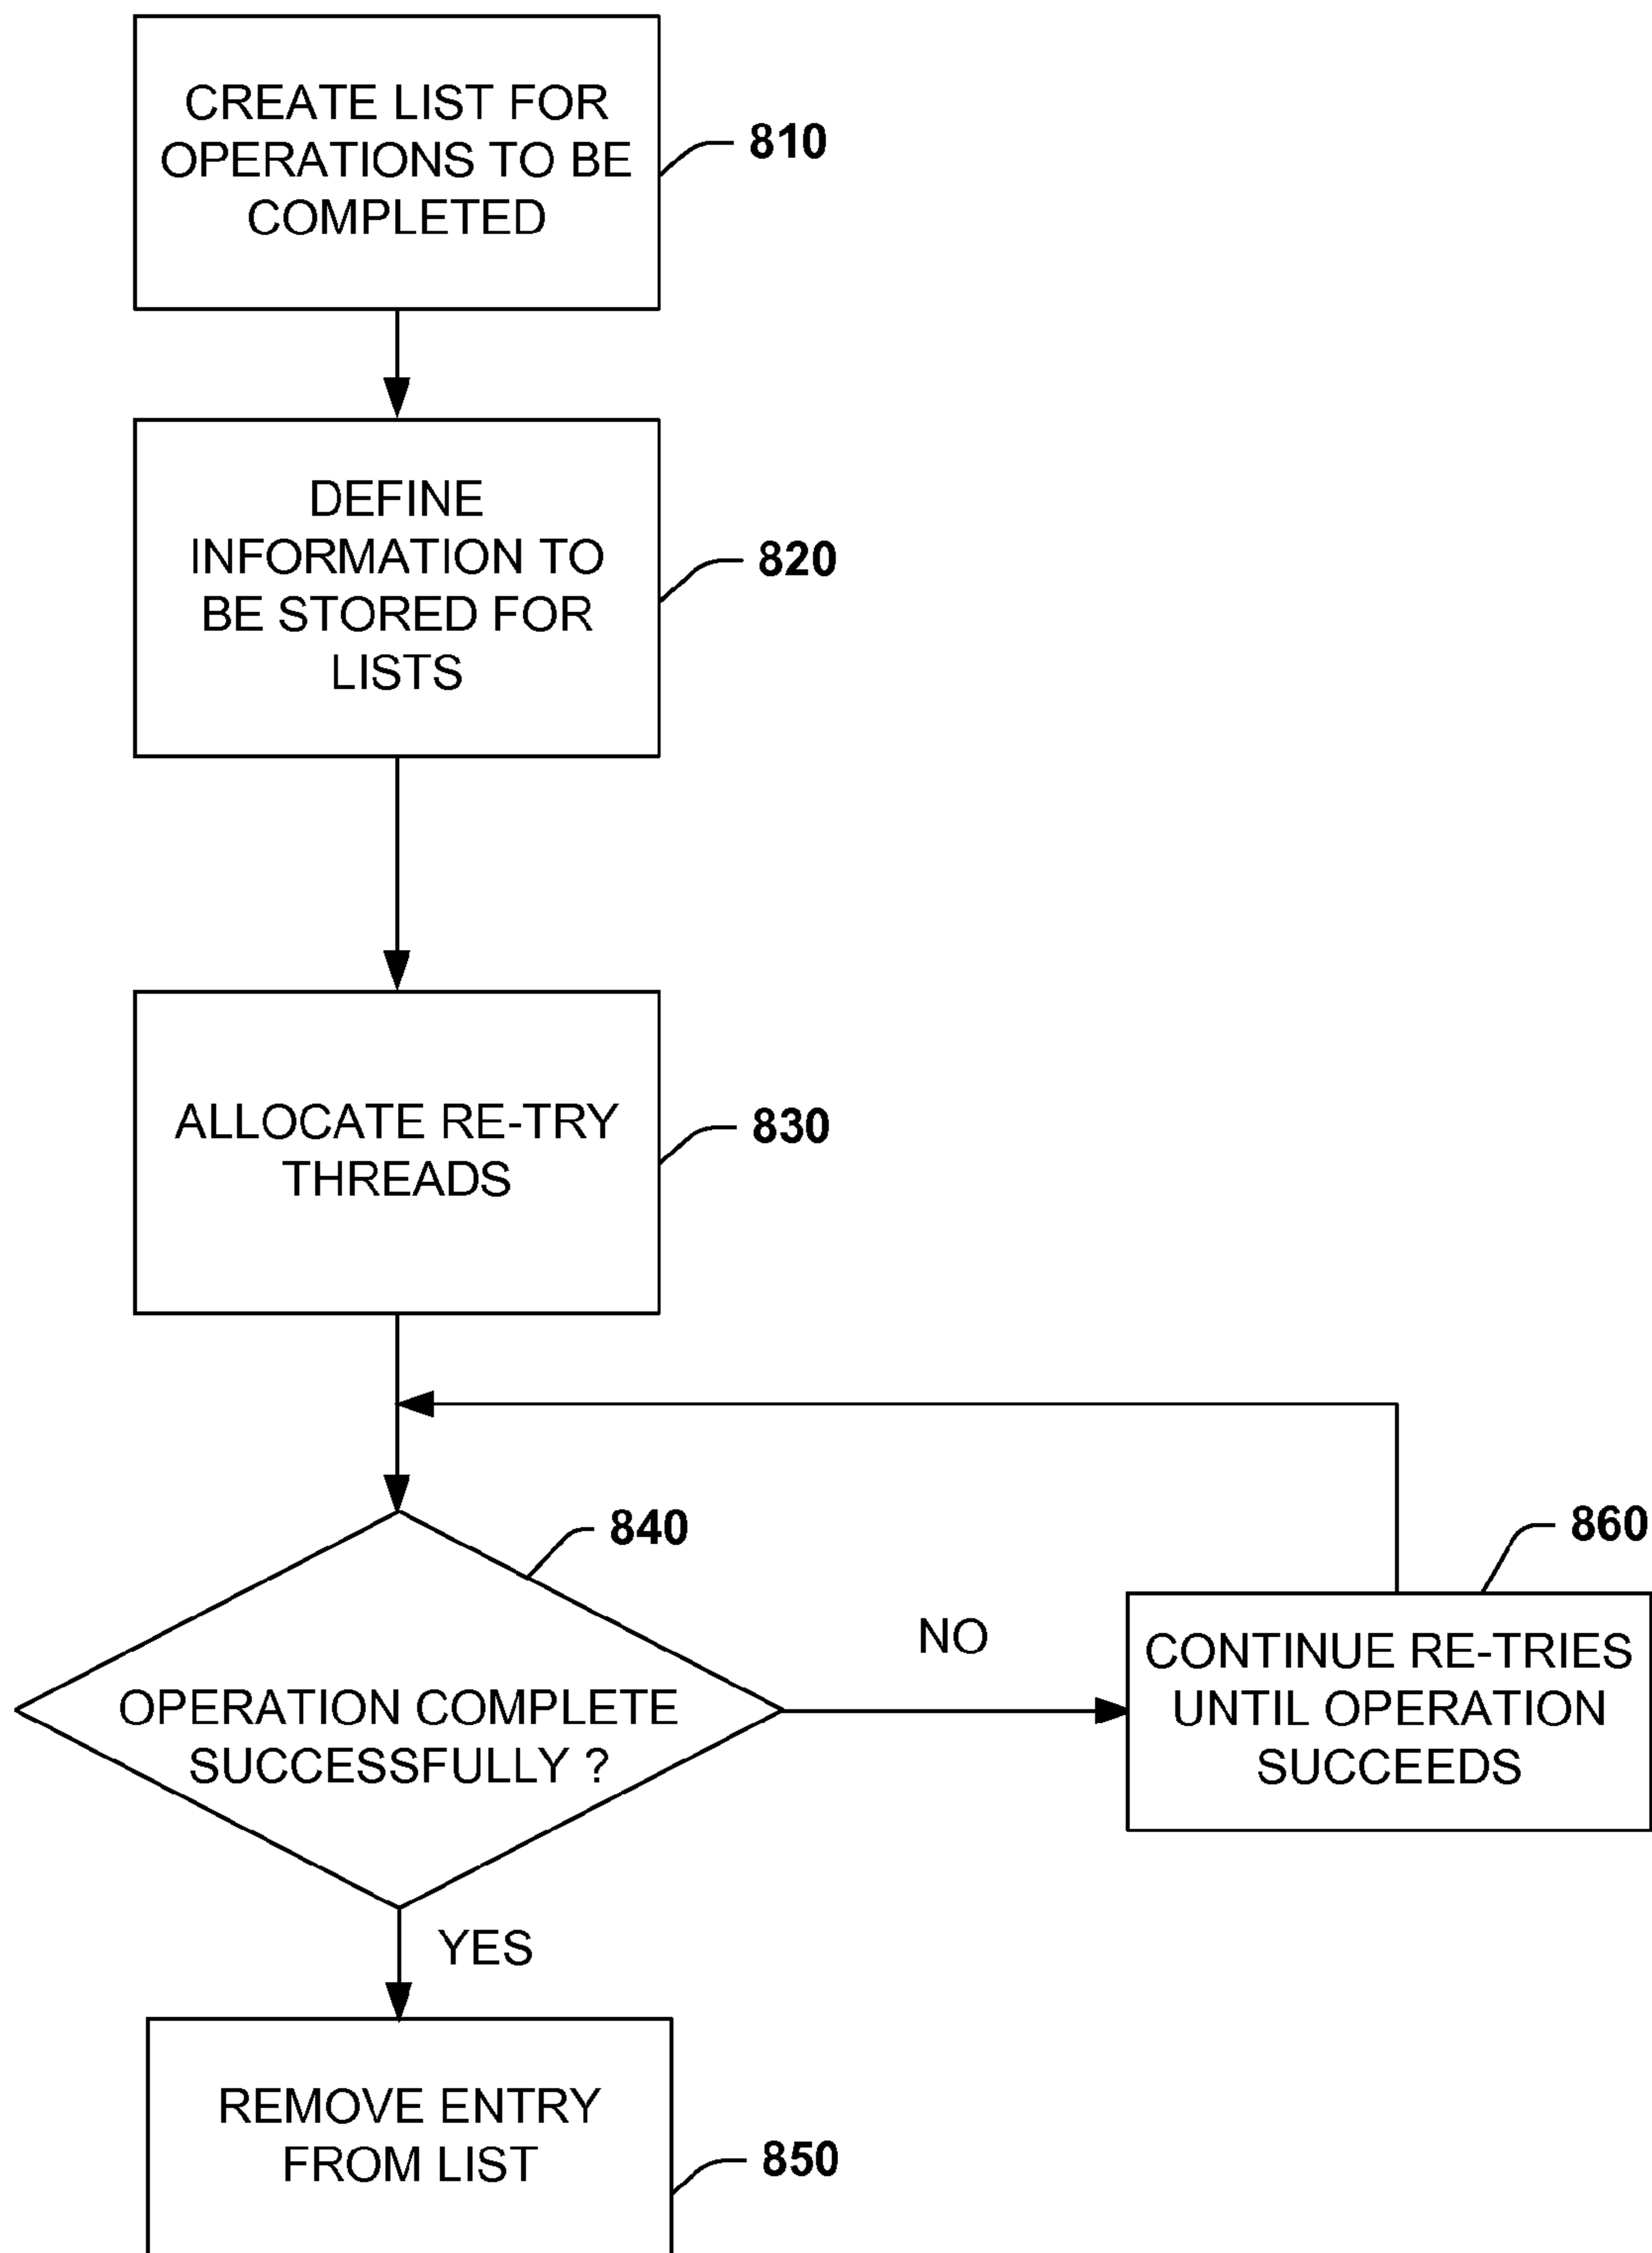 CREATE LIST FOR
OPERATIONS TO BE
COMPLETED
810
DEFINE
INFORMATION TO
BE STORED FOR
LISTS
820
ALLOCATE RE-TRY
THREADS
830
840
OPERATION COMPLETE
SUCCESSFULLY ?
NO
860
CONTINUE RE-TRIES
UNTIL OPERATION
SUCCEEDS
YES
REMOVE ENTRY
FROM LIST
850